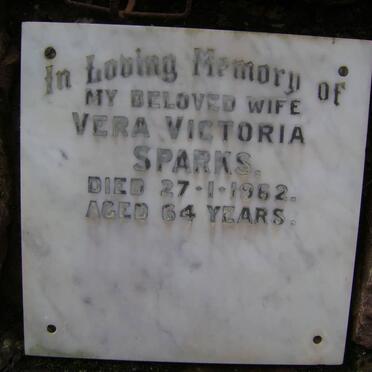 In Loving Memory of
MY BELOVED WIFE
VERA VICTORIA
SPARKS.
DIED 27-1-1962.
AGED 64 YEARS.